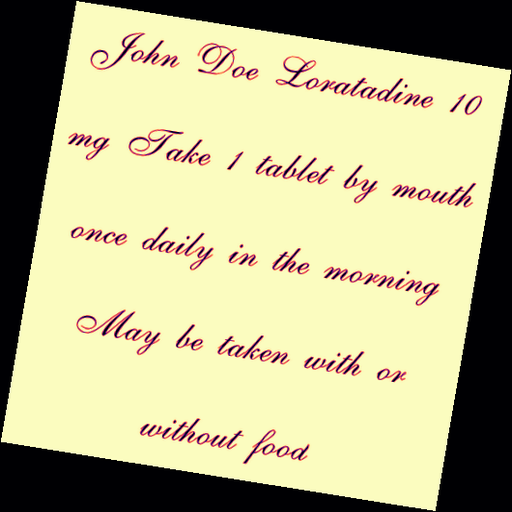 John Doe Loratadine 10
mg Take 1 tablet by mouth
once daily in the morning
May be taken with or
without food